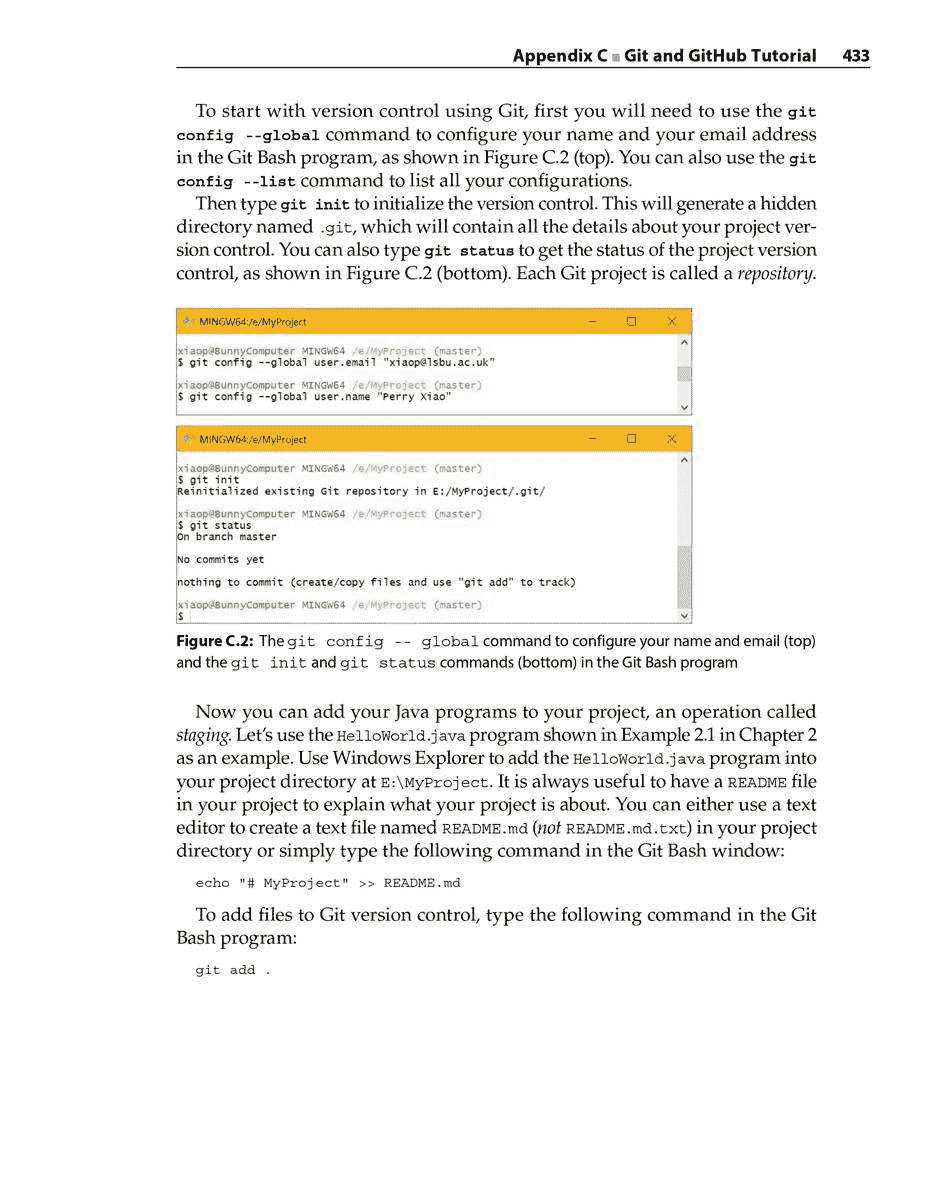 Appendix C ■ Git and GitHub Tutorial 433
To start with version control using Git, first you will need to use the git
config --global command to configure your name and your email address
in the Git Bash program, as shown in Figure C.2 (top). You can also use the git
config --list command to list all your configurations.
Then type git init to initialize the version control. This will generate a hidden
directory named .git, which will contain all the details about your project ver-
sion control. You can also type git status to get the status of the project version
control, as shown in Figure C.2 (bottom). Each Git project is called a repository.
MINGW64:/e/MyProject
xiaop@BunnyComputer MINGW64 /e/MyProject (master)
$ git config --global user.email "xiaop@lsbu.ac.uk"
xiaop@BunnyComputer MINGW64 /e/MyProject (master)
$ git config --global user.name "Perry Xiao"
MINGW64:/e/MyProject
xiaop@BunnyComputer MINGW64 /e/MyProject (master)
$ git init
Reinitialized existing Git repository in E:/MyProject/.git/
xiaop@BunnyComputer MINGW64 /e/MyProject (master)
$ git status
On branch master
No commits yet
nothing to commit (create/copy files and use "git add" to track)
xiaop@BunnyComputer MINGW64 /e/MyProject (master)
$
Figure C.2: The git config -- global command to configure your name and email (top)
and the git init and git status commands (bottom) in the Git Bash program
Now you can add your Java programs to your project, an operation called
staging. Let's use the HelloWorld.java program shown in Example 2.1 in Chapter 2
as an example. Use Windows Explorer to add the HelloWorld.java program into
your project directory at E:\MyProject. It is always useful to have a README file
in your project to explain what your project is about. You can either use a text
editor to create a text file named README.md (not README.md.txt) in your project
directory or simply type the following command in the Git Bash window:
echo "# MyProject" >> README.md
To add files to Git version control, type the following command in the Git
Bash program:
git add .